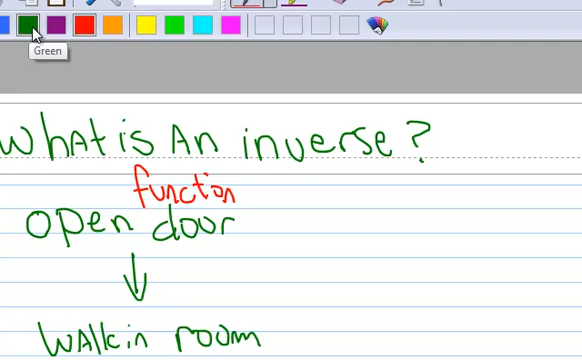 Green
What is An inverse?
function
open door
walk in room